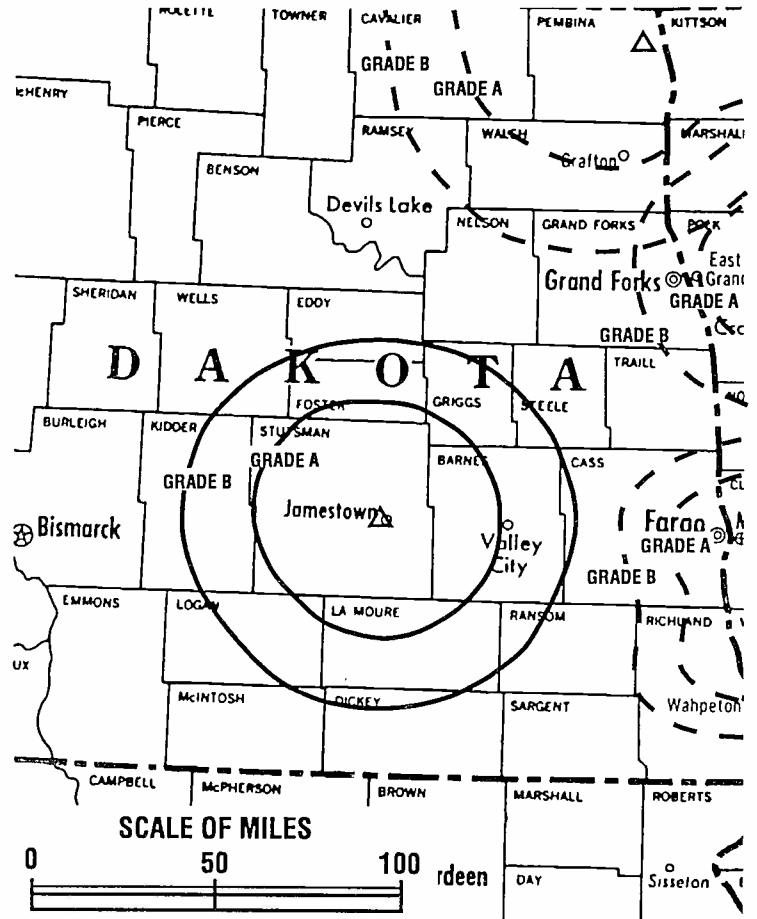 TOWNER
CAVALIER
PEMBINA
KITTSON
GRADE B
GRADE A
PIERCE
RAMSEY
WALSH
Grafton
BENSON
Devils Lake
NELSON
GRAND FORKS
POLK
East
Grand Forks
Grand
GRADE A
GRADE B
SHERIDAN
WELLS
EDDY
TRAILL
D A K O T A
FOSTER
GRIGGS
STEELE
BURLEIGH
KIDDER
STUTSMAN
GRADE A
BARNES
CASS
GRADE B
Jamestown
Bismarck
Valley
City
Fargo
GRADE A
GRADE B
EMMONS
LOGAN
LA MOURE
RANSOM
RICHLAND
UX
McINTOSH
DICKEY
SARGENT
Wahpeton
CAMPBELL
McPHERSON
BROWN
MARSHALL
ROBERTS
SCALE OF MILES
0 50 100
rdeen
DAY
Sisseton